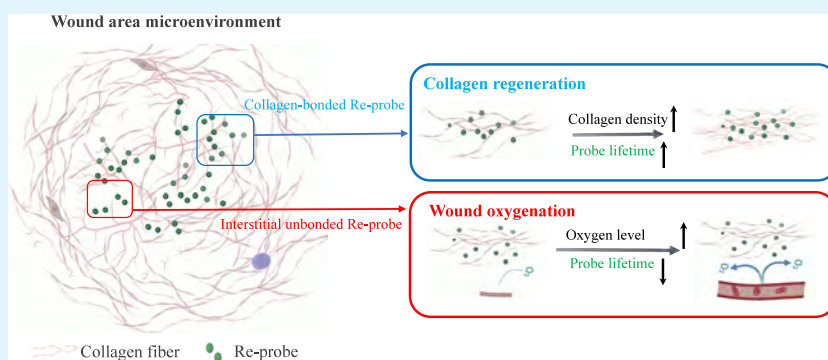 Wound area microenvironment
Collagen regeneration
Collagen-bonded Re-probe
Collagen density
Probe lifetime
Wound oxygenation
Interstitial unbonded Re-probe
Oxygen level
Probe lifetime
Collagen fiber
Re-probe